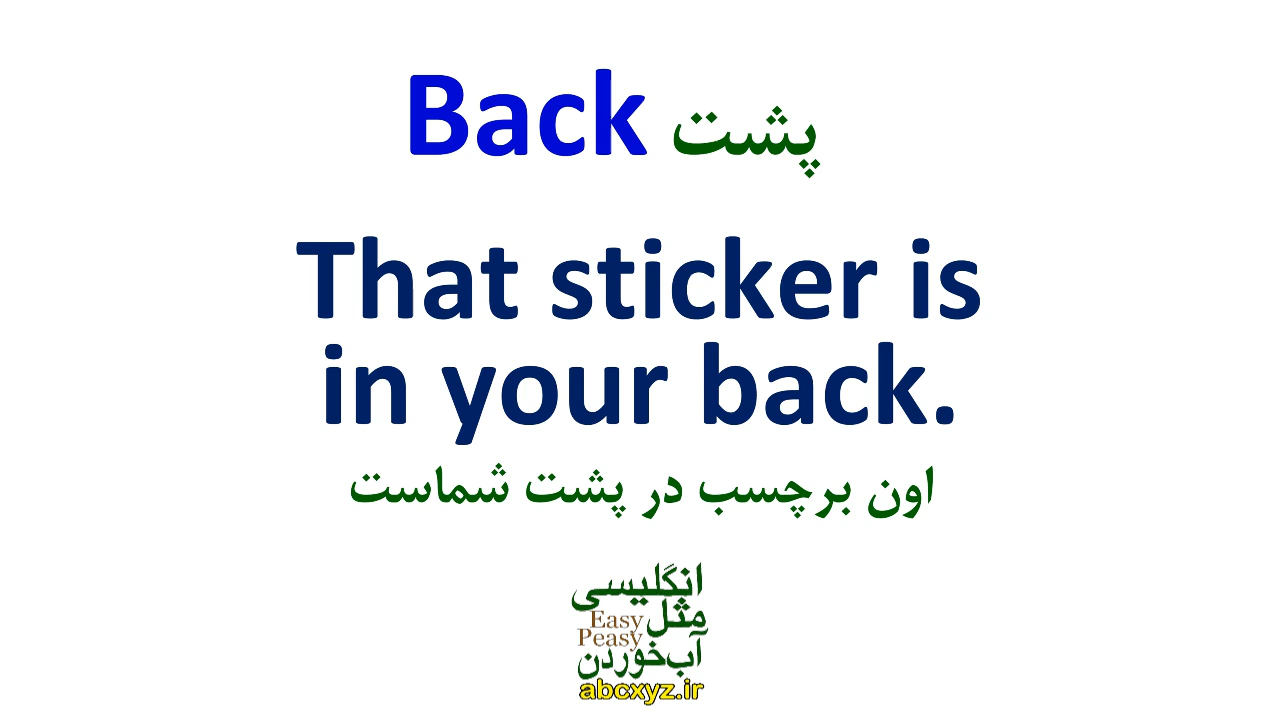 Back پشت
That sticker is
in your back.
اون برچسب در پشت شماست
انگلیسی
مثل
Easy
Peasy
آب‌خوردن
abcxyz.ir